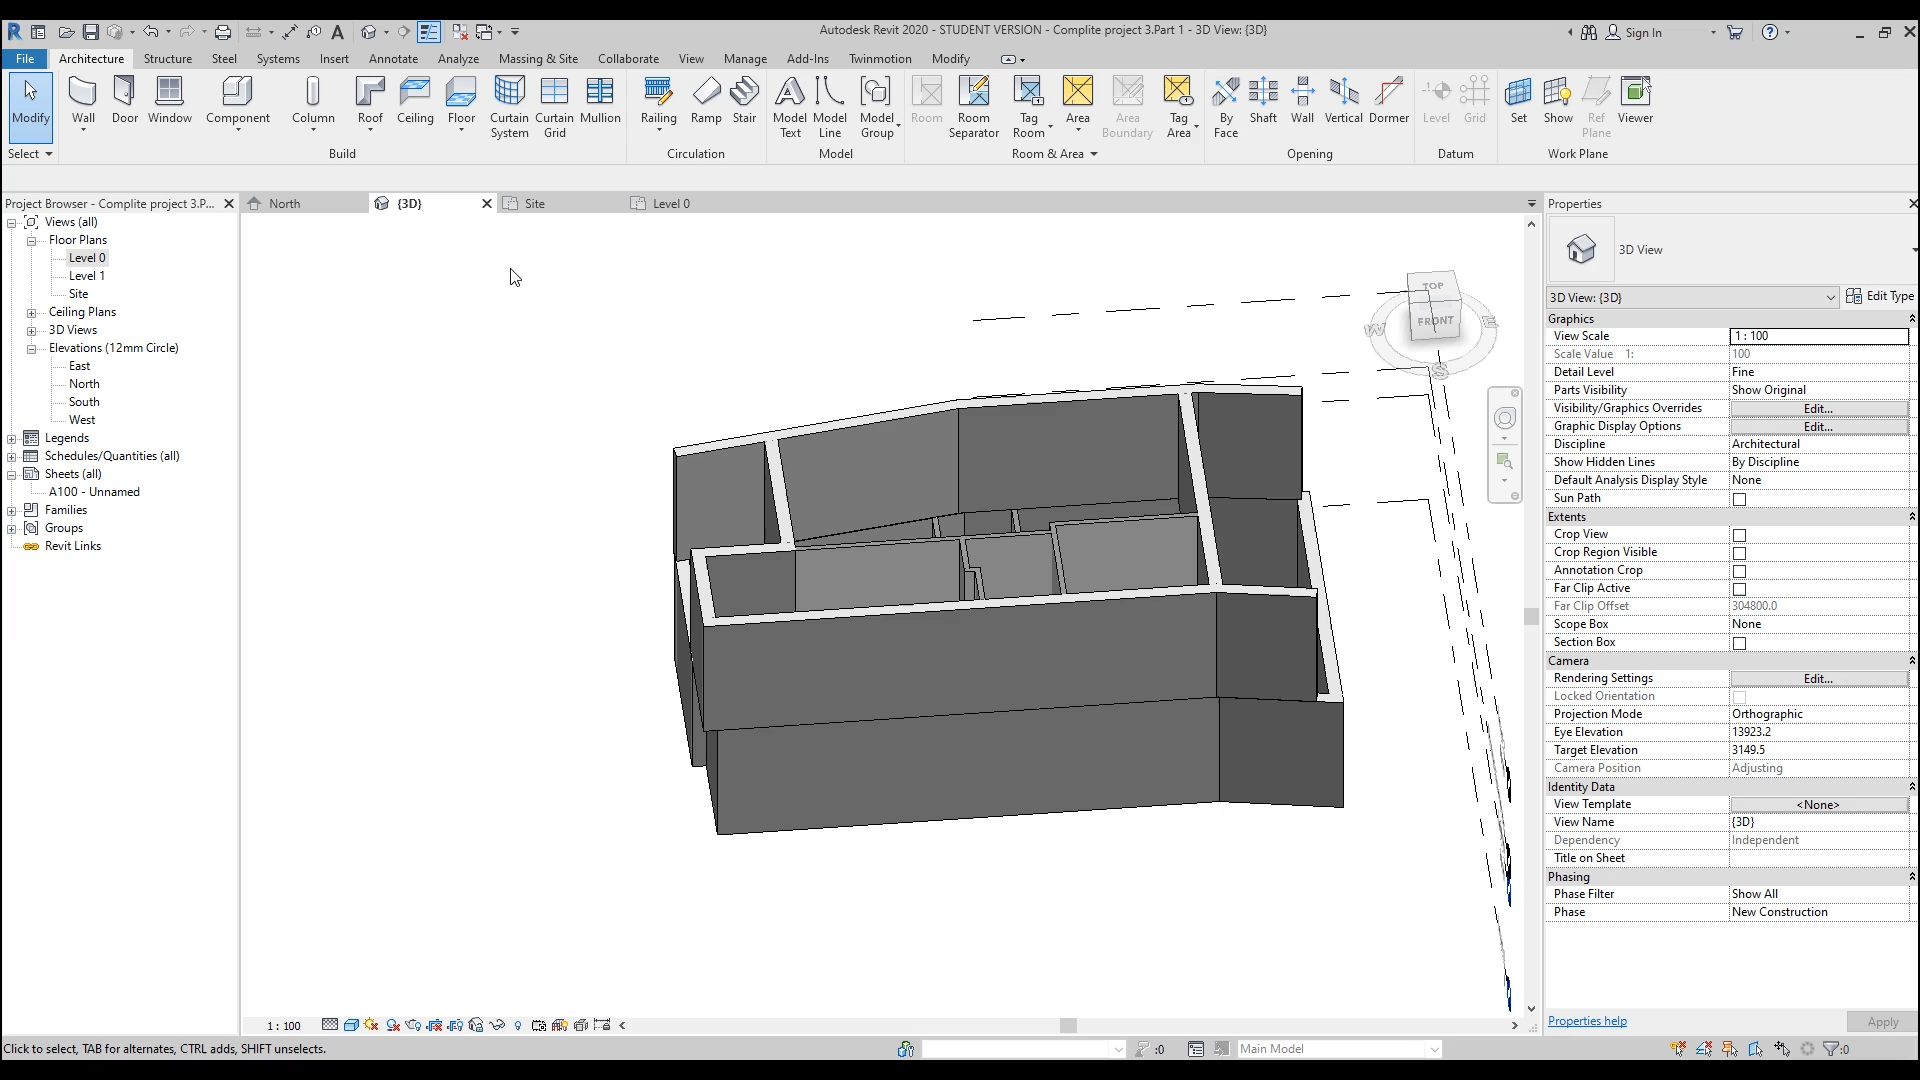 Autodesk Revit 2020 - STUDENT VERSION - Complite project 3.Part 1 - 3D View: {3D}
Sign In
File Architecture Structure Steel Systems Insert Annotate Analyze Massing & Site Collaborate View Manage Add-Ins Twinmotion Modify
Modify Wall Door Window Component Column Roof Ceiling Floor Curtain System Curtain Grid Mullion Railing Ramp Stair Model Text Model Line Model Group Room Room Separator Tag Room Area Area Boundary Tag Area By Face Shaft Wall Vertical Dormer Level Grid Set Show Ref Plane Viewer
Select Build Circulation Model Room & Area Opening Datum Work Plane
Project Browser - Complite project 3.P...
North {3D} Site Level 0
Views (all)
Floor Plans
Level 0
Level 1
Site
Ceiling Plans
3D Views
Elevations (12mm Circle)
East
North
South
West
Legends
Schedules/Quantities (all)
Sheets (all)
A100 - Unnamed
Families
Groups
Revit Links
TOP
FRONT
W
E
S
Properties
3D View
3D View: {3D} Edit Type
Graphics
View Scale 1 : 100
Scale Value 1: 100
Detail Level Fine
Parts Visibility Show Original
Visibility/Graphics Overrides Edit...
Graphic Display Options Edit...
Discipline Architectural
Show Hidden Lines By Discipline
Default Analysis Display Style None
Sun Path
Extents
Crop View
Crop Region Visible
Annotation Crop
Far Clip Active
Far Clip Offset 304800.0
Scope Box None
Section Box
Camera
Rendering Settings Edit...
Locked Orientation
Projection Mode Orthographic
Eye Elevation 13923.2
Target Elevation 3149.5
Camera Position Adjusting
Identity Data
View Template <None>
View Name {3D}
Dependency Independent
Title on Sheet
Phasing
Phase Filter Show All
Phase New Construction
Properties help Apply
1 : 100
Click to select, TAB for alternates, CTRL adds, SHIFT unselects.
:0
Main Model
:0